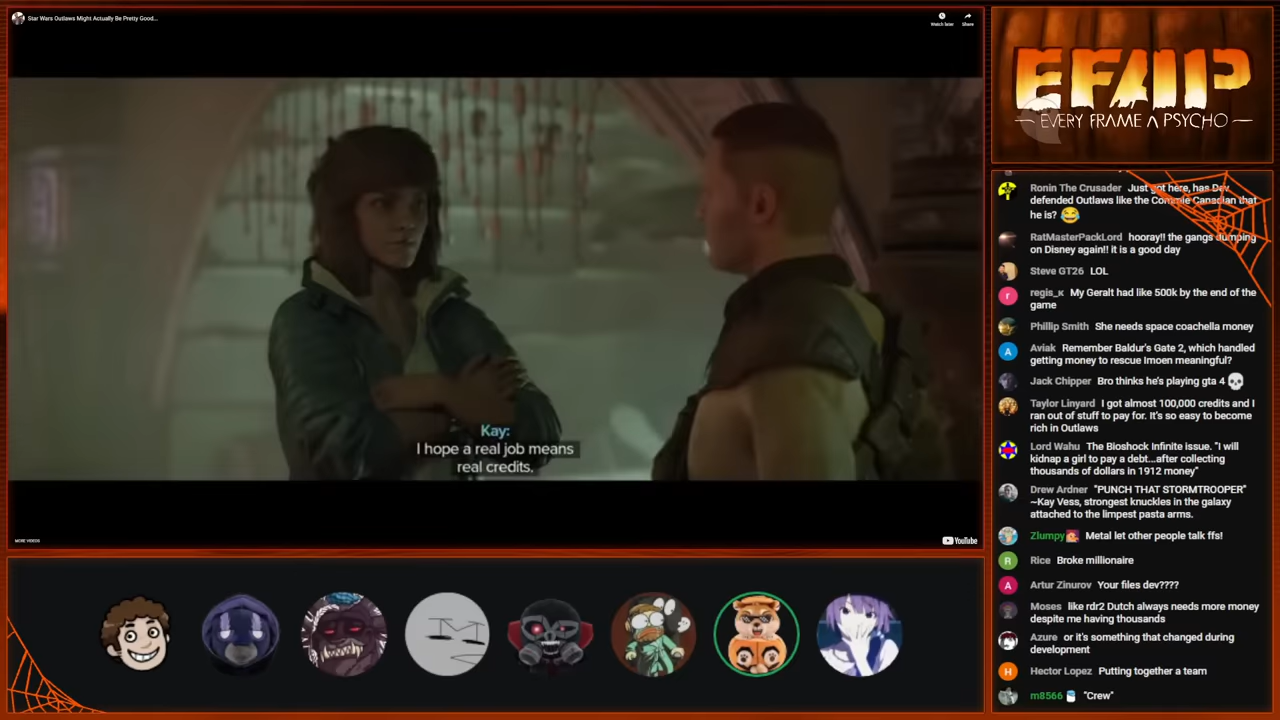 Star Wars Outlaws Might Actually Be Pretty Good...
Watch later
Share
Kay:
I hope a real job means
real credits.
MORE VIDEOS
YouTube
EFAP
EVERY FRAME A PSYCHO
Ronin The Crusader Just got here, has Dav
defended Outlaws like the Commie Canadian that
he is? 😂
RatMasterPackLord hooray!! the gangs dumping
on Disney again!! it is a good day
Steve GT26 LOL
regis_к My Geralt had like 500k by the end of the
game
Phillip Smith She needs space coachella money
Aviak Remember Baldur's Gate 2, which handled
getting money to rescue Imoen meaningful?
Jack Chipper Bro thinks he's playing gta 4 💀
Taylor Linyard I got almost 100,000 credits and I
ran out of stuff to pay for. It's so easy to become
rich in Outlaws
Lord Wahu The Bioshock Infinite issue. "I will
kidnap a girl to pay a debt...after collecting
thousands of dollars in 1912 money"
Drew Ardner "PUNCH THAT STORMTROOPER"
~Kay Vess, strongest knuckles in the galaxy
attached to the limpest pasta arms.
Zlumpy Metal let other people talk ffs!
R Rice Broke millionaire
A Artur Zinurov Your files dev????
Moses like rdr2 Dutch always needs more money
despite me having thousands
Azure or it's something that changed during
development
H Hector Lopez Putting together a team
m8566 "Crew"